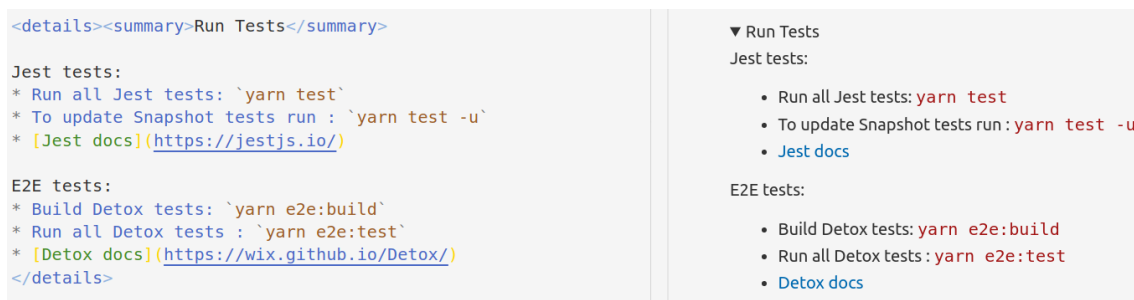 <details><summary>Run Tests</summary>
Jest tests:
* Run all Jest tests: `yarn test`
* To update Snapshot tests run : `yarn test -u`
* [Jest docs](https://jestjs.io/)
E2E tests:
* Build Detox tests: `yarn e2e:build`
* Run all Detox tests : `yarn e2e:test`
* [Detox docs](https://wix.github.io/Detox/)
</details>
▼ Run Tests
Jest tests:
• Run all Jest tests: yarn test
• To update Snapshot tests run : yarn test -u
• Jest docs
E2E tests:
• Build Detox tests: yarn e2e:build
• Run all Detox tests : yarn e2e:test
• Detox docs